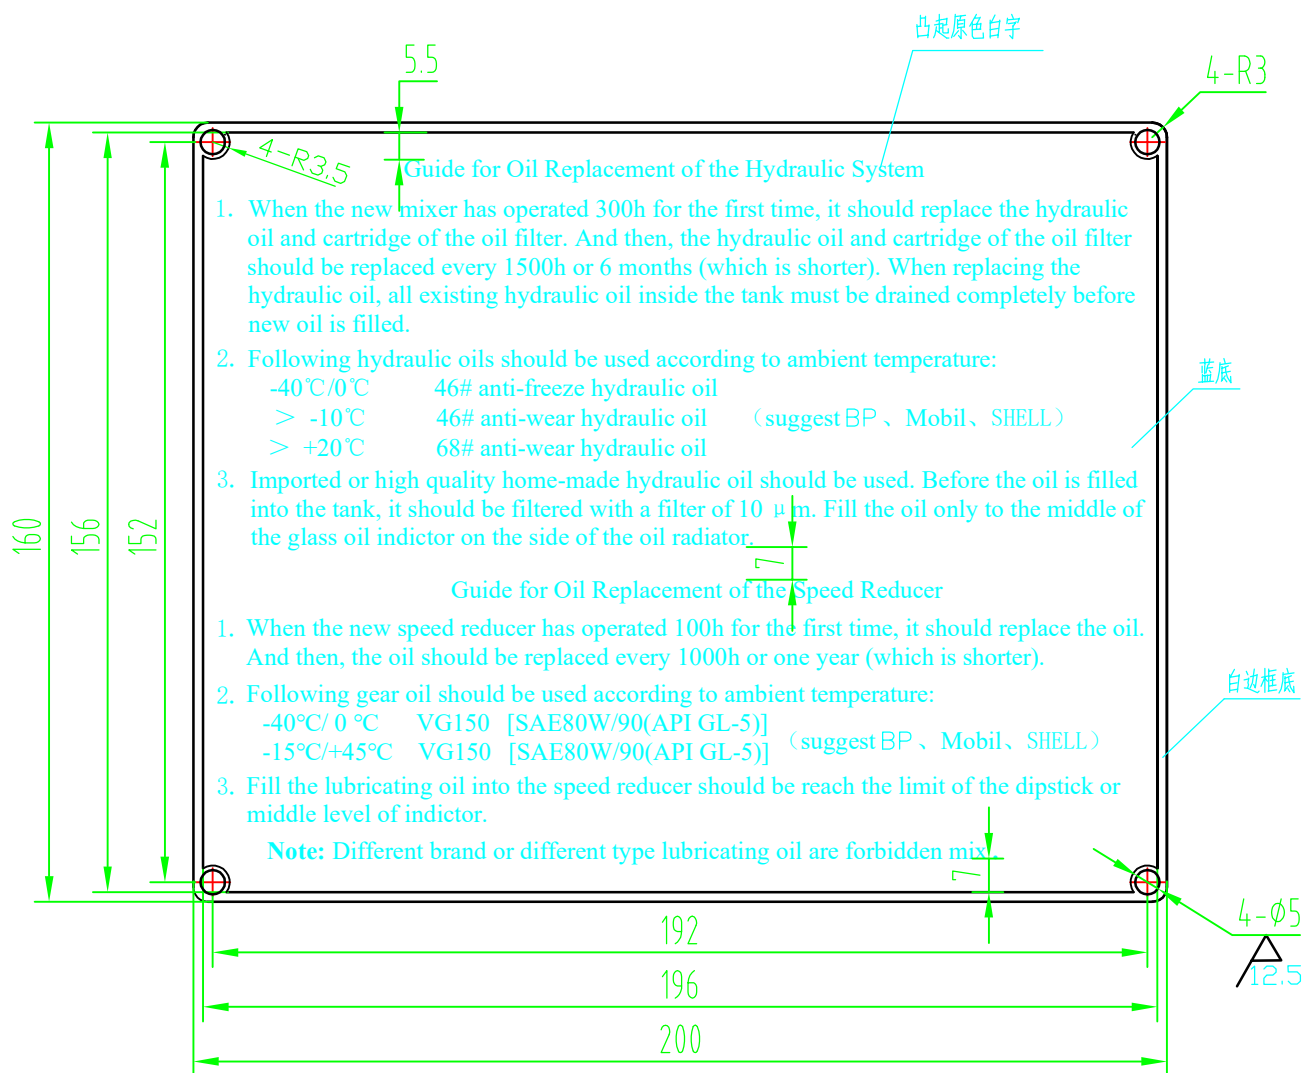 凸起原色白字
5.5
4-R3
4-R3.5
Guide for Oil Replacement of the Hydraulic System
1. When the new mixer has operated 300h for the first time, it should replace the hydraulic
oil and cartridge of the oil filter. And then, the hydraulic oil and cartridge of the oil filter
should be replaced every 1500h or 6 months (which is shorter). When replacing the
hydraulic oil, all existing hydraulic oil inside the tank must be drained completely before
new oil is filled.
2. Following hydraulic oils should be used according to ambient temperature:
-40℃/0℃ 46# anti-freeze hydraulic oil
> -10℃ 46# anti-wear hydraulic oil （suggest BP、Mobil、SHELL）
> +20℃ 68# anti-wear hydraulic oil
蓝底
3. Imported or high quality home-made hydraulic oil should be used. Before the oil is filled
into the tank, it should be filtered with a filter of 10 μm. Fill the oil only to the middle of
the glass oil indictor on the side of the oil radiator.
160
156
152
7
Guide for Oil Replacement of the Speed Reducer
1. When the new speed reducer has operated 100h for the first time, it should replace the oil.
And then, the oil should be replaced every 1000h or one year (which is shorter).
白边框底
2. Following gear oil should be used according to ambient temperature:
-40℃/ 0 ℃ VG150 [SAE80W/90(API GL-5)]
-15℃/+45℃ VG150 [SAE80W/90(API GL-5)] （suggest BP、Mobil、SHELL）
3. Fill the lubricating oil into the speed reducer should be reach the limit of the dipstick or
middle level of indictor.
Note: Different brand or different type lubricating oil are forbidden mix .
7
4-Ø5
12.5
192
196
200